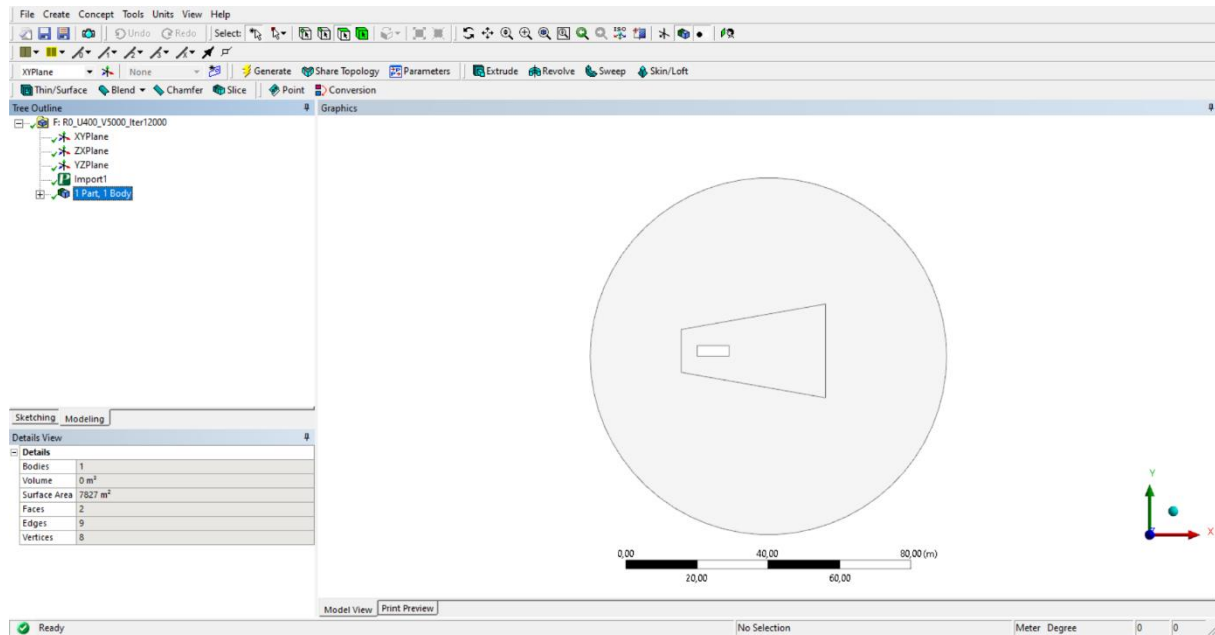 File Create Concept Tools Units View Help
Undo Redo Select:
XYPlane None Generate Share Topology Parameters Extrude Revolve Sweep Skin/Loft
Thin/Surface Blend Chamfer Slice Point Conversion
Tree Outline
F: R0_U400_V5000_Iter12000
XYPlane
ZXPlane
YZPlane
Import1
1 Part, 1 Body
Sketching Modeling
Details View
Details
Bodies 1
Volume 0 m³
Surface Area 7827 m²
Faces 2
Edges 9
Vertices 8
Graphics
Y
X
0,00 40,00 80,00 (m)
20,00 60,00
Model View Print Preview
Ready No Selection Meter Degree 0 0